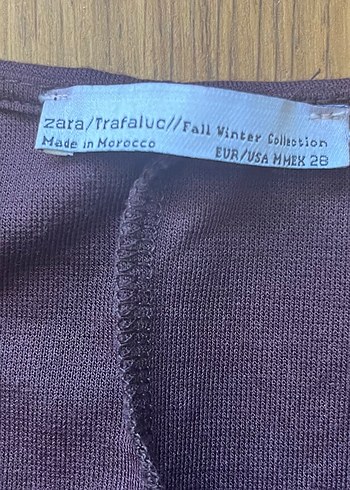 zara/Trafaluc//Fall Winter Collection
Made in Morocco
EUR/USA MMEX 28